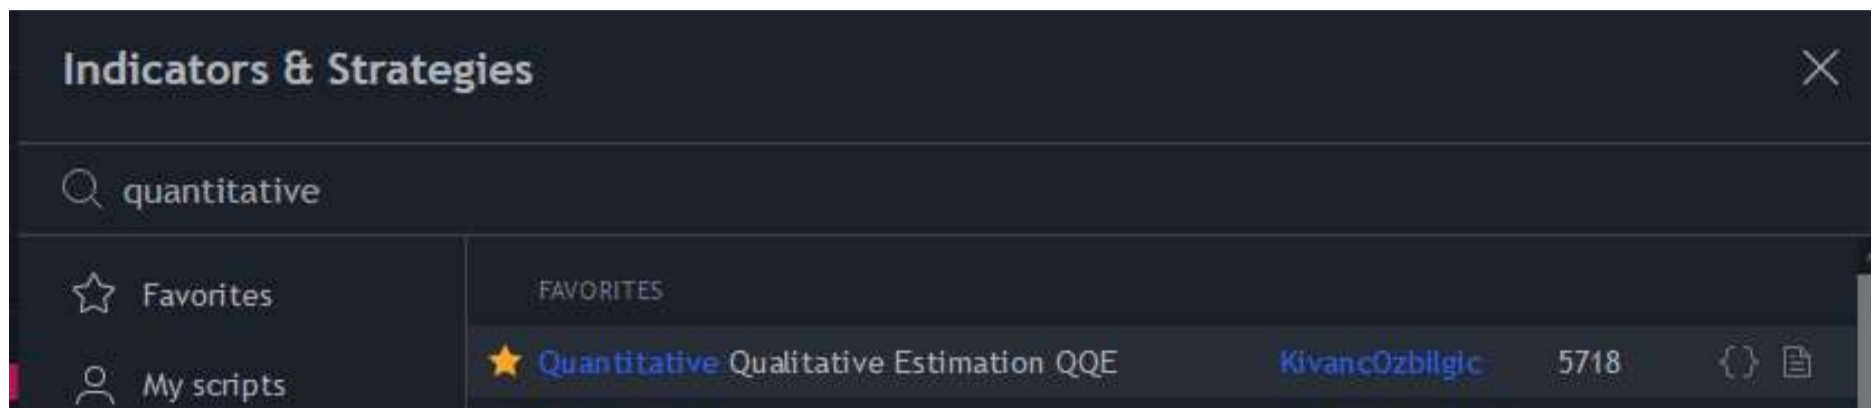 Indicators & Strategies
quantitative
Favorites
FAVORITES
Quantitative Qualitative Estimation QQE KivancOzbilgic 5718 {}
My scripts